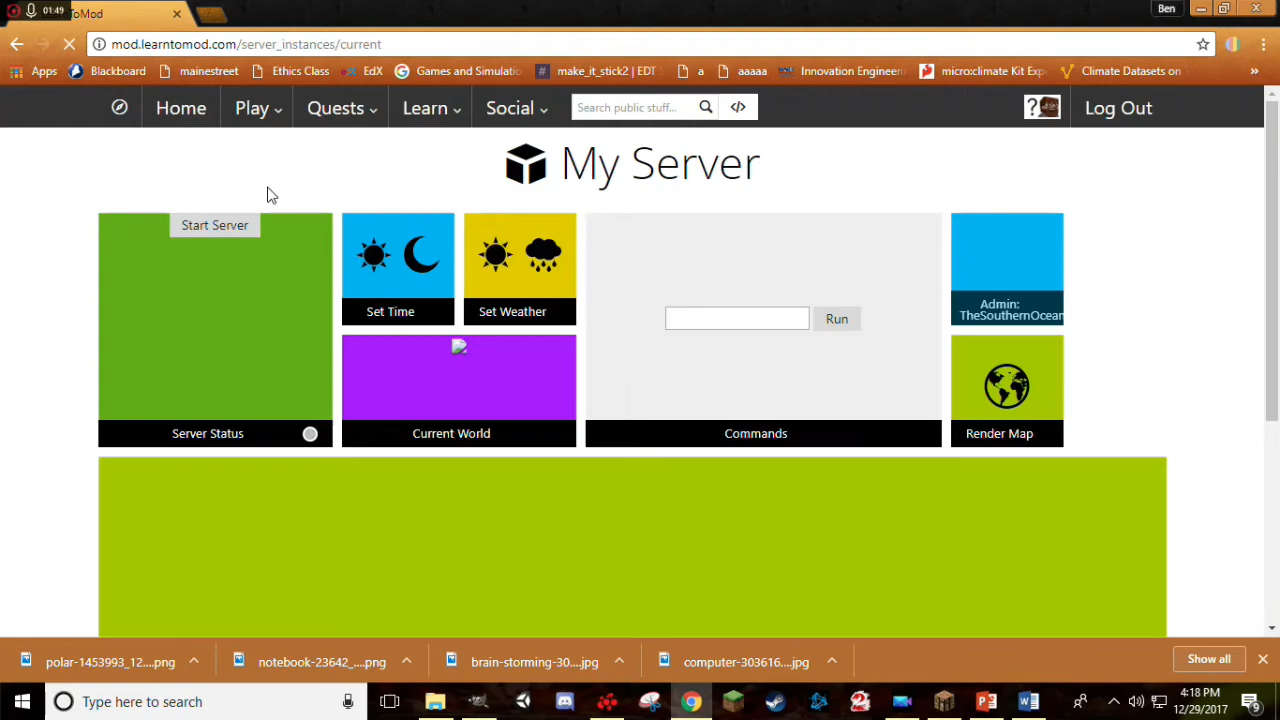 01:49
ToMod
Ben
mod.learntomod.com/server_instances/current
Apps
Blackboard
mainestreet
Ethics Class
EdX
Games and Simulatio
make_it_stick2 | EDT S
a
aaaaa
Innovation Engineerin
micro:climate Kit Exp
Climate Datasets on
Home
Play
Quests
Learn
Social
Search public stuff...
</>
?
Log Out
My Server
Start Server
Set Time
Set Weather
Run
Admin:
TheSouthernOcean
Server Status
Current World
Commands
Render Map
polar-1453993_12....png
notebook-23642_....png
brain-storming-30....jpg
computer-303616....jpg
Show all
Type here to search
4:18 PM
12/29/2017
9